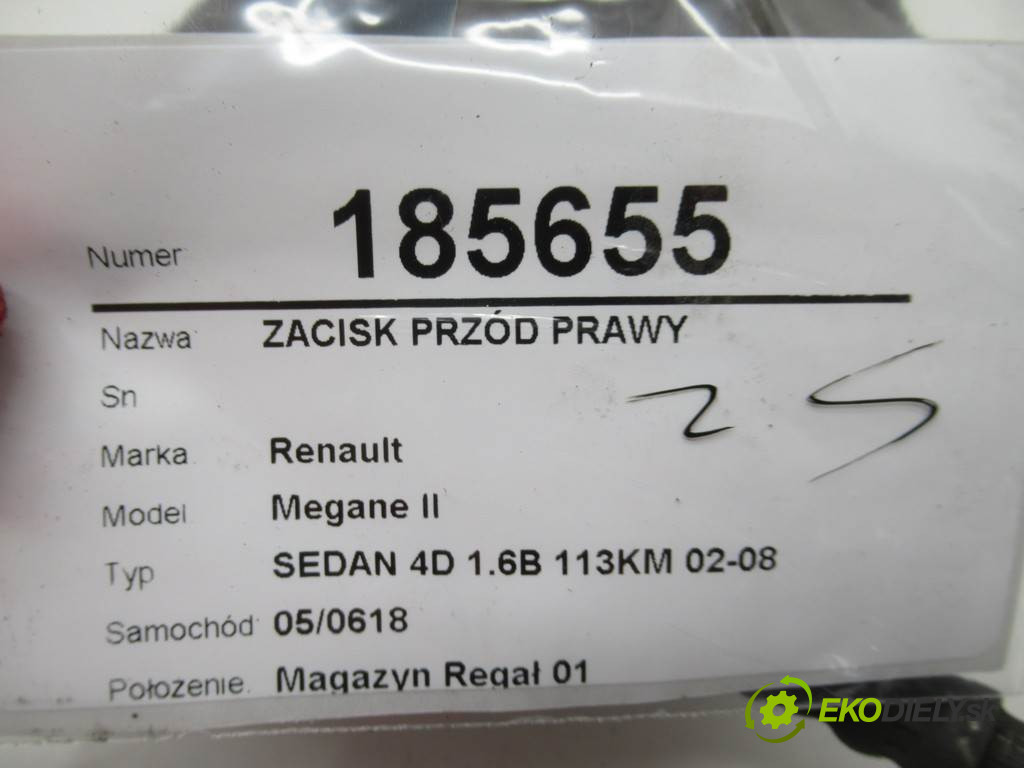 Numer 185655
Nazwa ZACISK PRZÓD PRAWY
Sn
25
Marka Renault
Model Megane II
Typ SEDAN 4D 1.6B 113KM 02-08
Samochód 05/0618
Położenie. Magazyn Regał 01
EKODIELY.SK